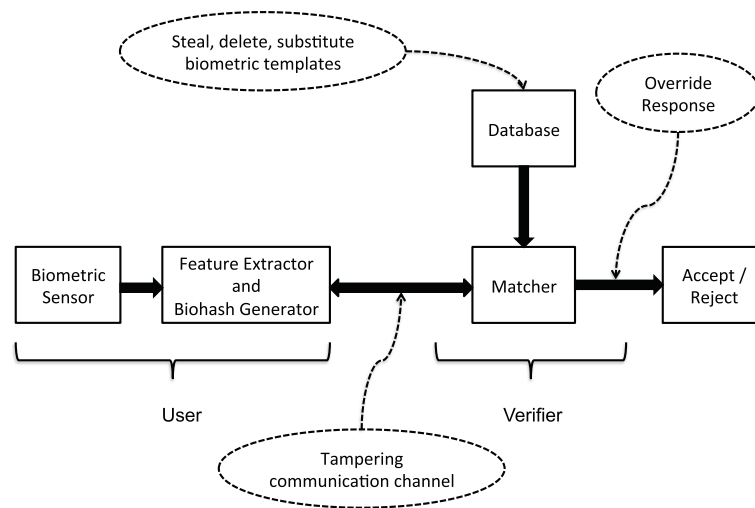 Steal, delete, substitute
biometric templates
Override
Response
Database
Biometric
Sensor
Feature Extractor
and
Biohash Generator
Matcher
Accept /
Reject
User
Verifier
Tampering
communication channel